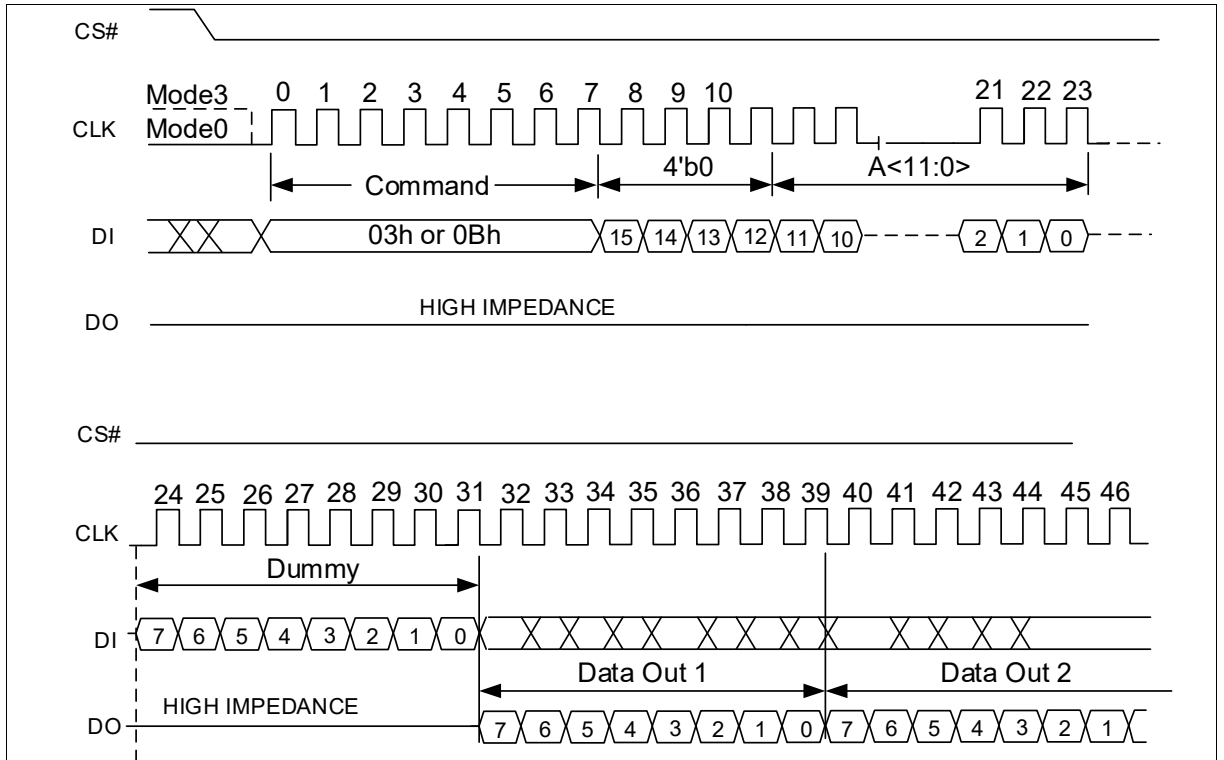 CS#
Mode3 0 1 2 3 4 5 6 7 8 9 10 21 22 23
CLK Mode0
Command 4'b0 A<11:0>
DI 03h or 0Bh 15 14 13 12 11 10 2 1 0
HIGH IMPEDANCE
DO
CS#
24 25 26 27 28 29 30 31 32 33 34 35 36 37 38 39 40 41 42 43 44 45 46
CLK
Dummy
DI 7 6 5 4 3 2 1 0
Data Out 1 Data Out 2
HIGH IMPEDANCE
DO 7 6 5 4 3 2 1 0 7 6 5 4 3 2 1